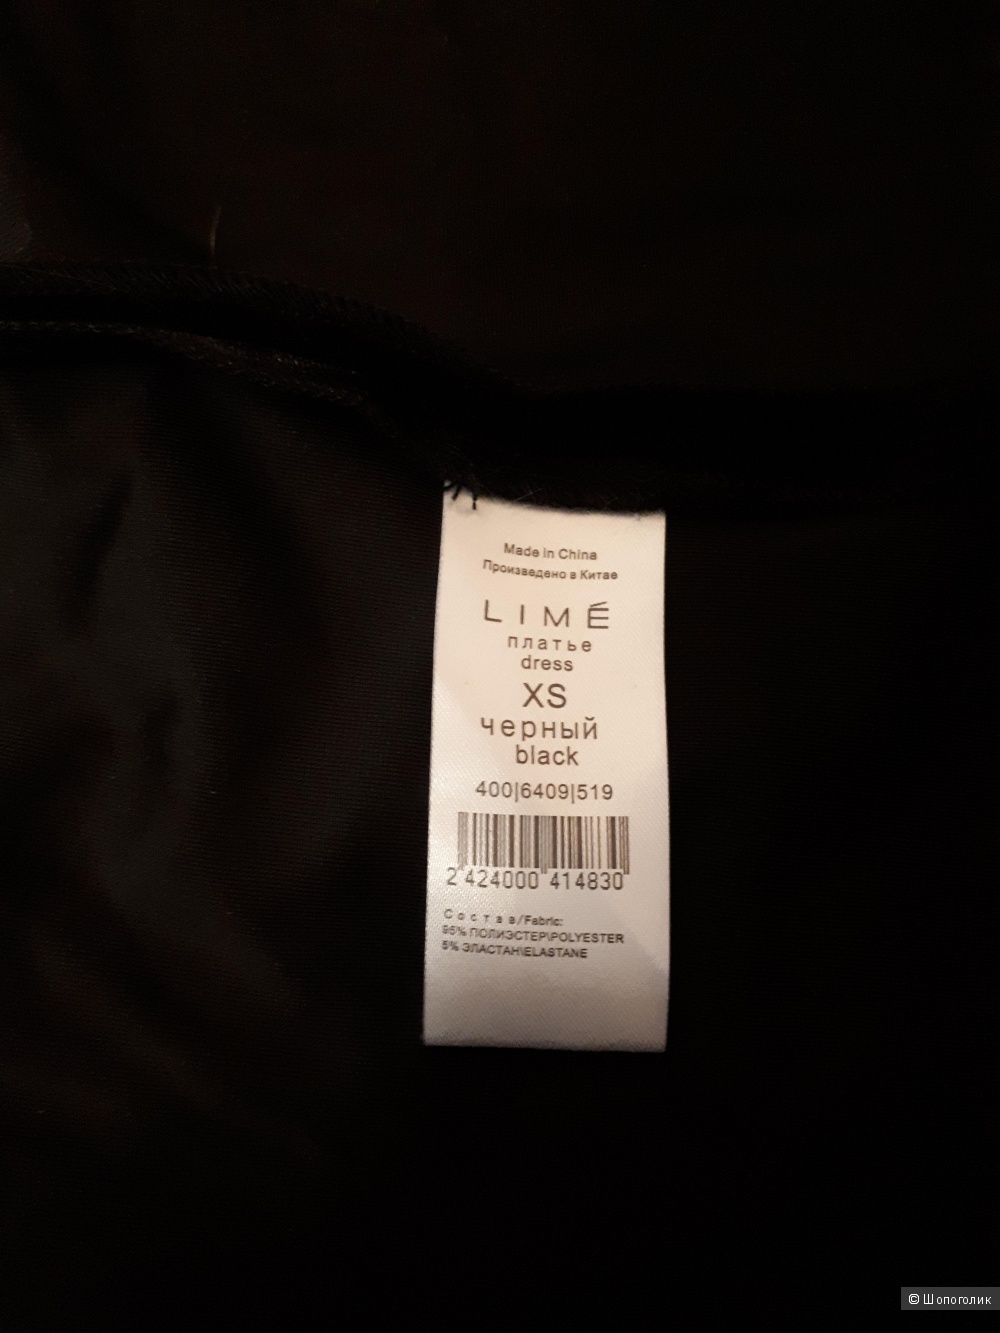 Made in China
Произведено в Китае
LIMÉ
платье
dress
XS
черный
black
400|6409|519
2 424000 414830
Состав/Fabric:
95% ПОЛИЭСТЕР\POLYESTER
5% ЭЛАСТАН\ELASTANE
© Шопоголик